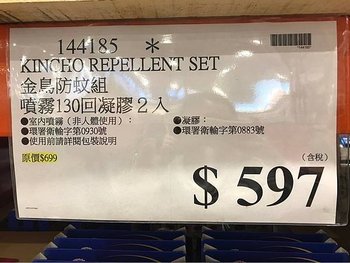 144185 *
KINCHO REPELLENT SET
金鳥防蚊組
噴霧130回凝膠2入
●室內噴霧(非人體使用)： ●凝膠：
●環署衛輸字第0930號 ●環署衛輸字第0883號
●使用前請詳閱包裝說明
原價$699
(含稅)
$ 597